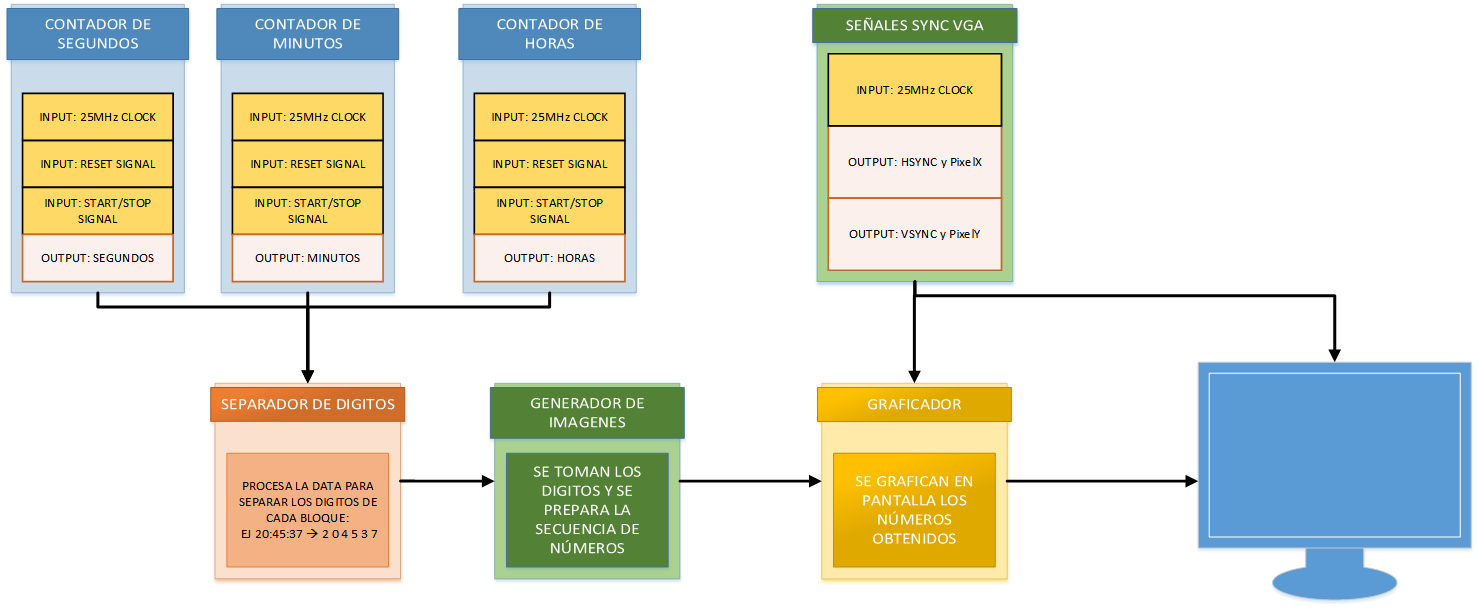 CONTADOR DE
SEGUNDOS
INPUT: 25MHz CLOCK
INPUT: RESET SIGNAL
INPUT: START/STOP
SIGNAL
OUTPUT: SEGUNDOS
CONTADOR DE
MINUTOS
INPUT: 25MHz CLOCK
INPUT: RESET SIGNAL
INPUT: START/STOP
SIGNAL
OUTPUT: MINUTOS
CONTADOR DE
HORAS
INPUT: 25MHz CLOCK
INPUT: RESET SIGNAL
INPUT: START/STOP
SIGNAL
OUTPUT: HORAS
SEÑALES SYNC VGA
INPUT: 25MHz CLOCK
OUTPUT: HSYNC y PixelX
OUTPUT: VSYNC y PixelY
SEPARADOR DE DIGITOS
PROCESA LA DATA PARA
SEPARAR LOS DIGITOS DE
CADA BLOQUE:
EJ 20:45:37 → 2 0 4 5 3 7
GENERADOR DE
IMAGENES
SE TOMAN LOS
DIGITOS Y SE
PREPARA LA
SECUENCIA DE
NÚMEROS
GRAFICADOR
SE GRAFICAN EN
PANTALLA LOS
NÚMEROS
OBTENIDOS